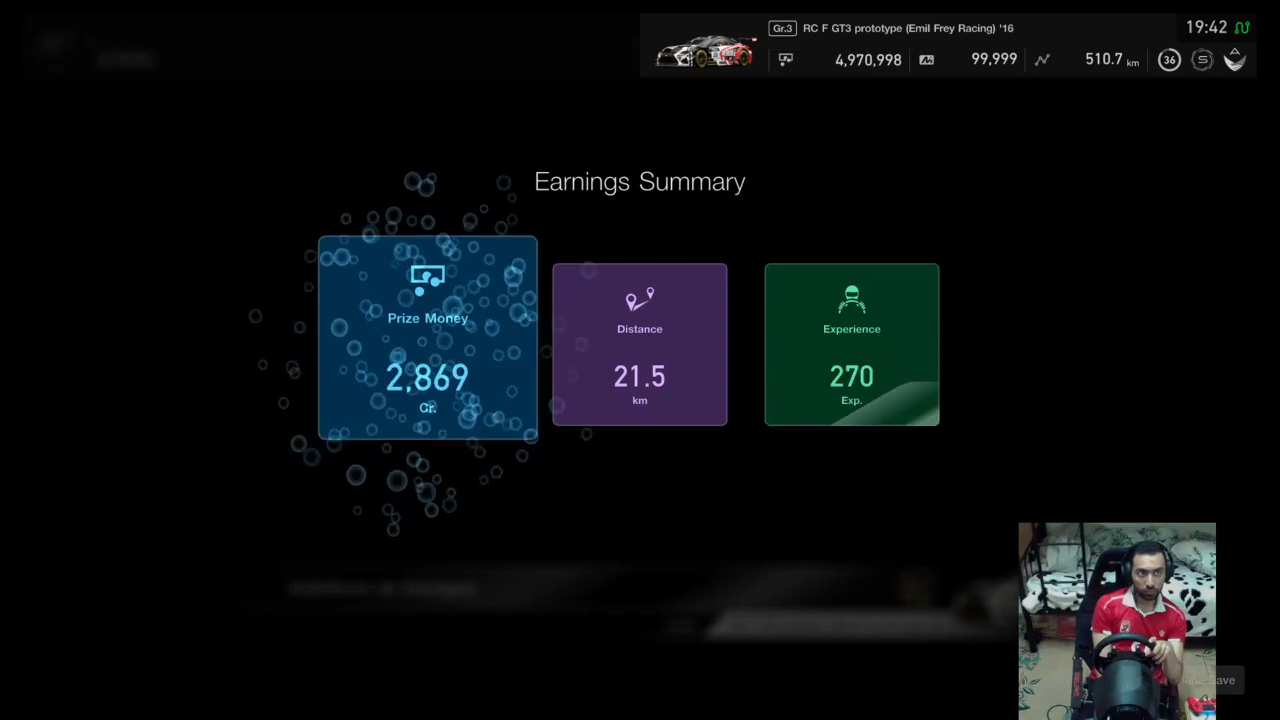 Gr.3 RC F GT3 prototype (Emil Frey Racing) '16
19:42
4,970,998
99,999
510.7 km
36
S
Earnings Summary
Prize Money
2,869
Cr.
Distance
21.5
km
Experience
270
Exp.
Save